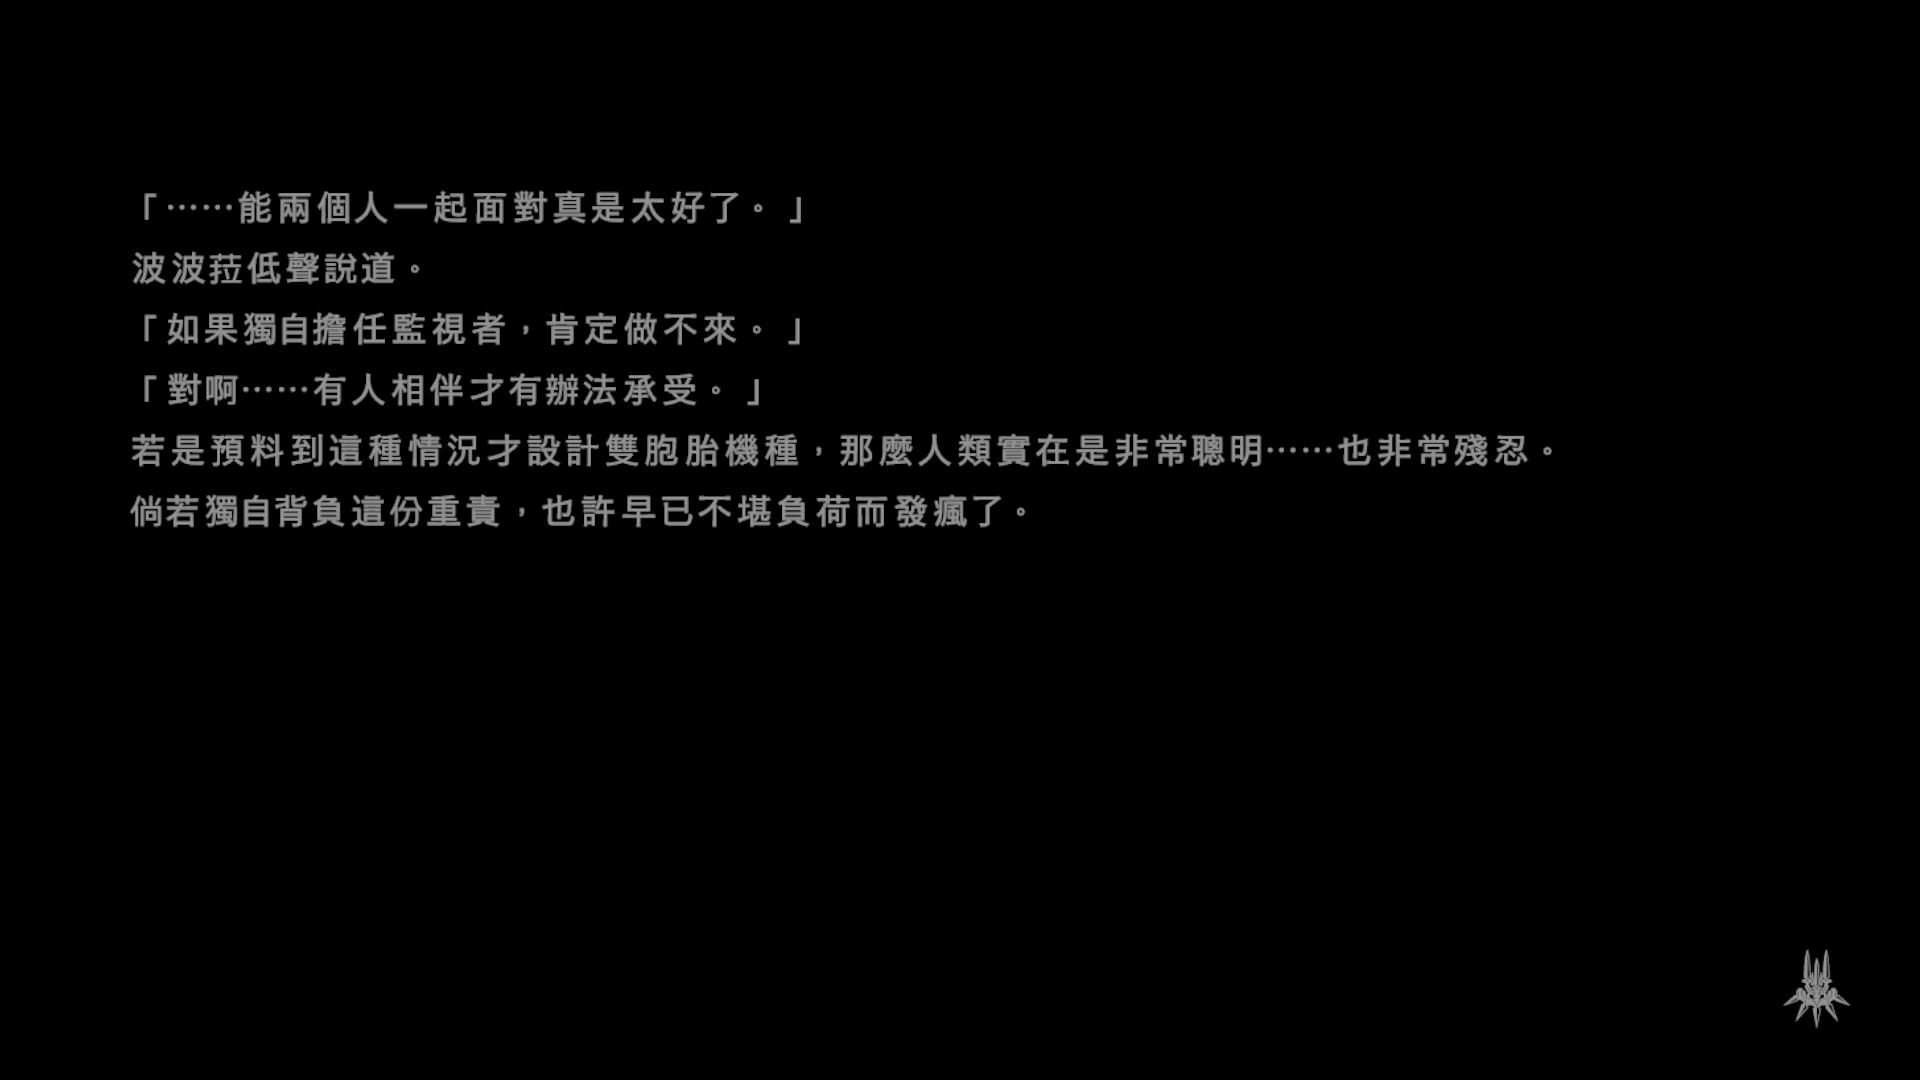 「……能兩個人一起面對真是太好了。」
波波菈低聲說道。
「如果獨自擔任監視者，肯定做不來。」
「對啊……有人相伴才有辦法承受。」
若是預料到這種情況才設計雙胞胎機種，那麼人類實在是非常聰明……也非常殘忍。
倘若獨自背負這份重責，也許早已不堪負荷而發瘋了。